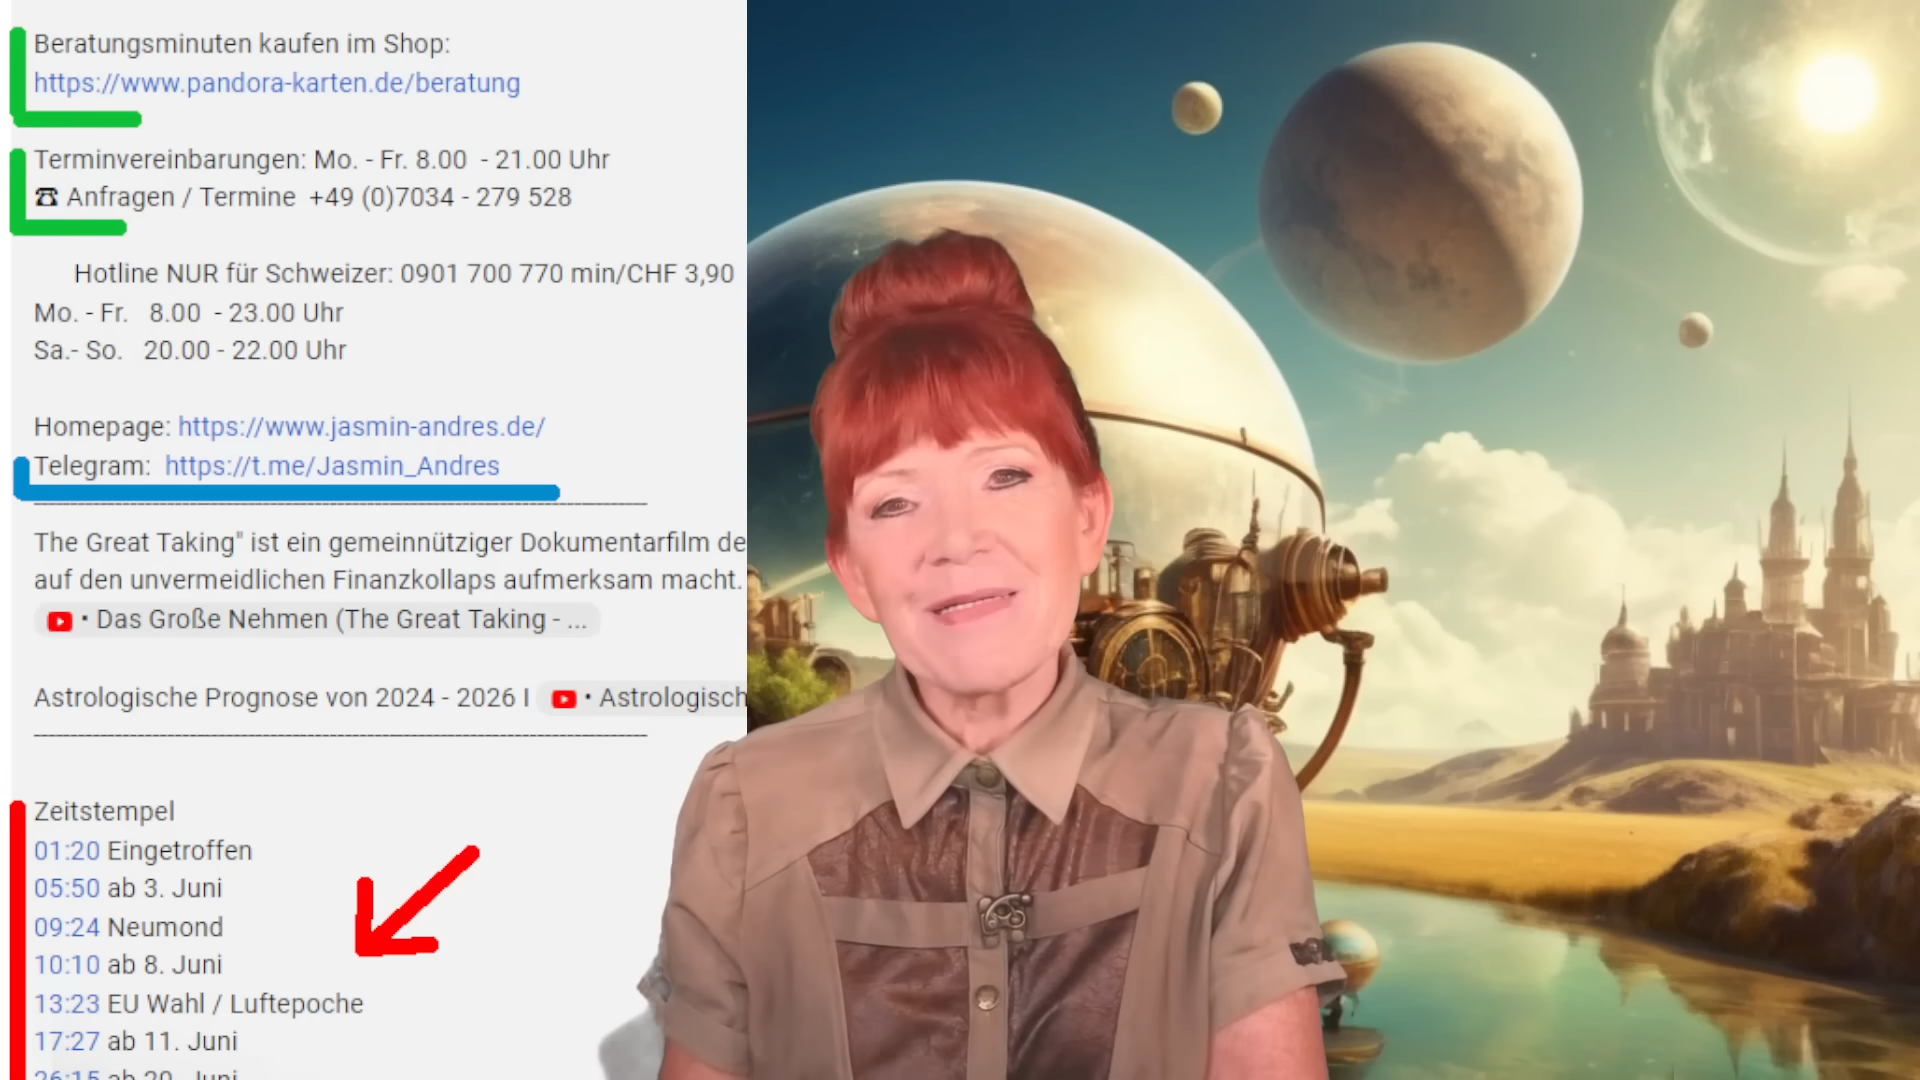 Beratungsminuten kaufen im Shop:
https://www.pandora-karten.de/beratung
Terminvereinbarungen: Mo. - Fr. 8.00 - 21.00 Uhr
☎ Anfragen / Termine +49 (0)7034 - 279 528
Hotline NUR für Schweizer: 0901 700 770 min/CHF 3,90
Mo. - Fr. 8.00 - 23.00 Uhr
Sa.- So. 20.00 - 22.00 Uhr
Homepage: https://www.jasmin-andres.de/
Telegram: https://t.me/Jasmin_Andres
The Great Taking" ist ein gemeinnütziger Dokumentarfilm de
auf den unvermeidlichen Finanzkollaps aufmerksam macht.
• Das Große Nehmen (The Great Taking - ...
Astrologische Prognose von 2024 - 2026 I • Astrologisch
Zeitstempel
01:20 Eingetroffen
05:50 ab 3. Juni
09:24 Neumond
10:10 ab 8. Juni
13:23 EU Wahl / Luftepoche
17:27 ab 11. Juni
26:15 ab 20. Juni